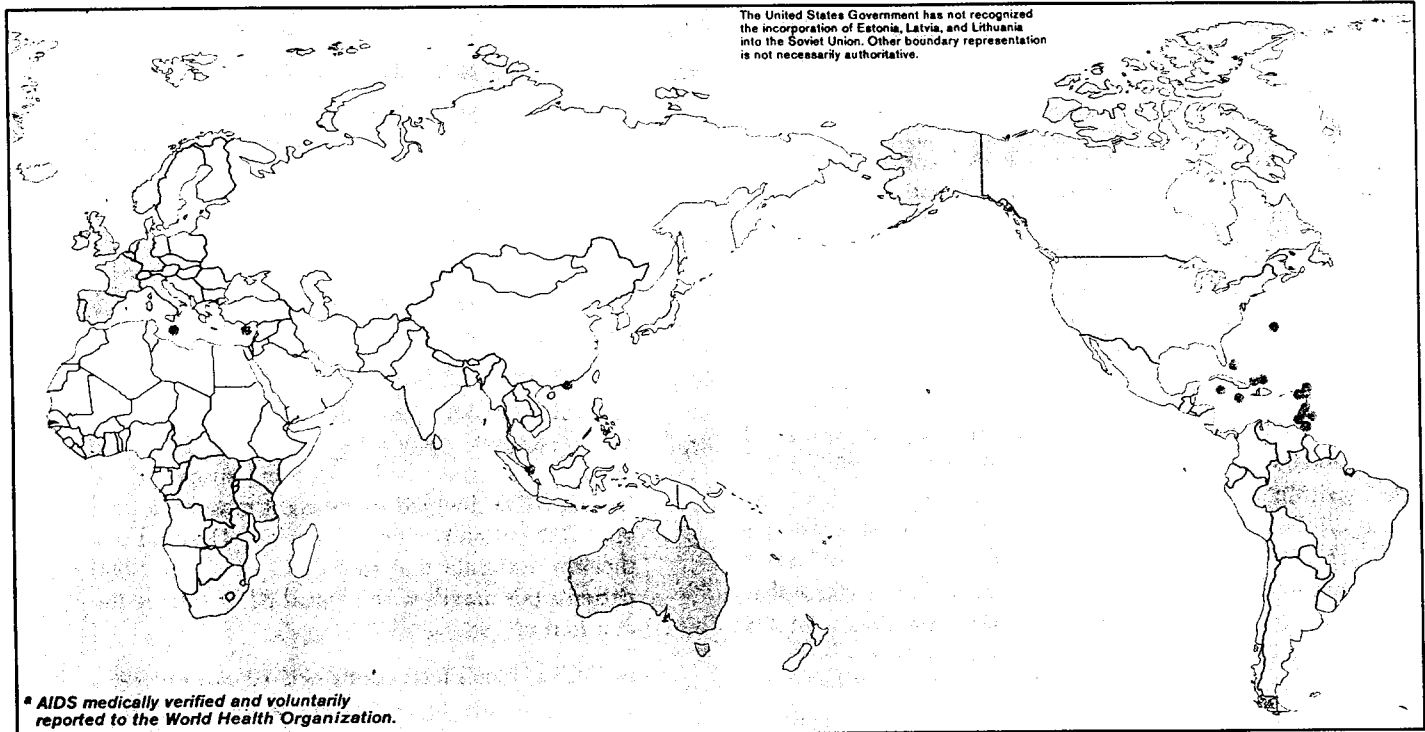 The United States Government has not recognized
the incorporation of Estonia, Latvia, and Lithuania
into the Soviet Union. Other boundary representation
is not necessarily authoritative.
a AIDS medically verified and voluntarily
reported to the World Health Organization.